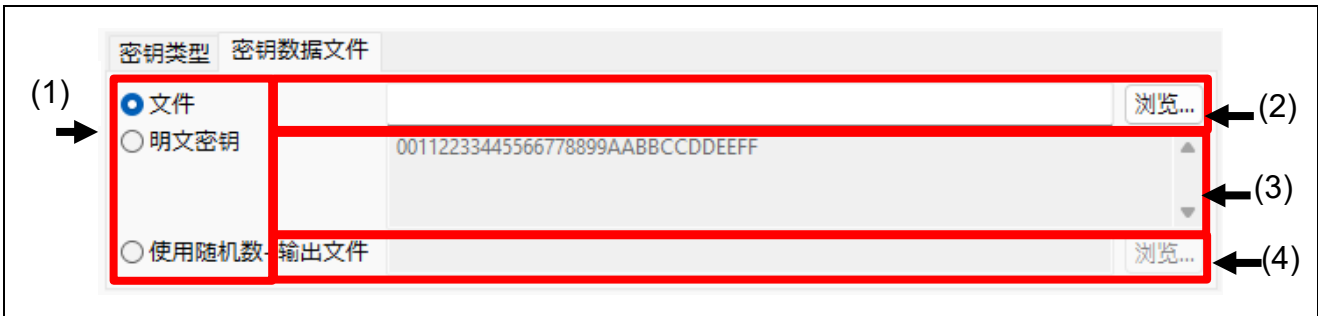 密钥类型 密钥数据文件
(1)
文件 浏览... (2)
明文密钥 00112233445566778899AABBCCDDEEFF
(3)
使用随机数- 输出文件 浏览... (4)